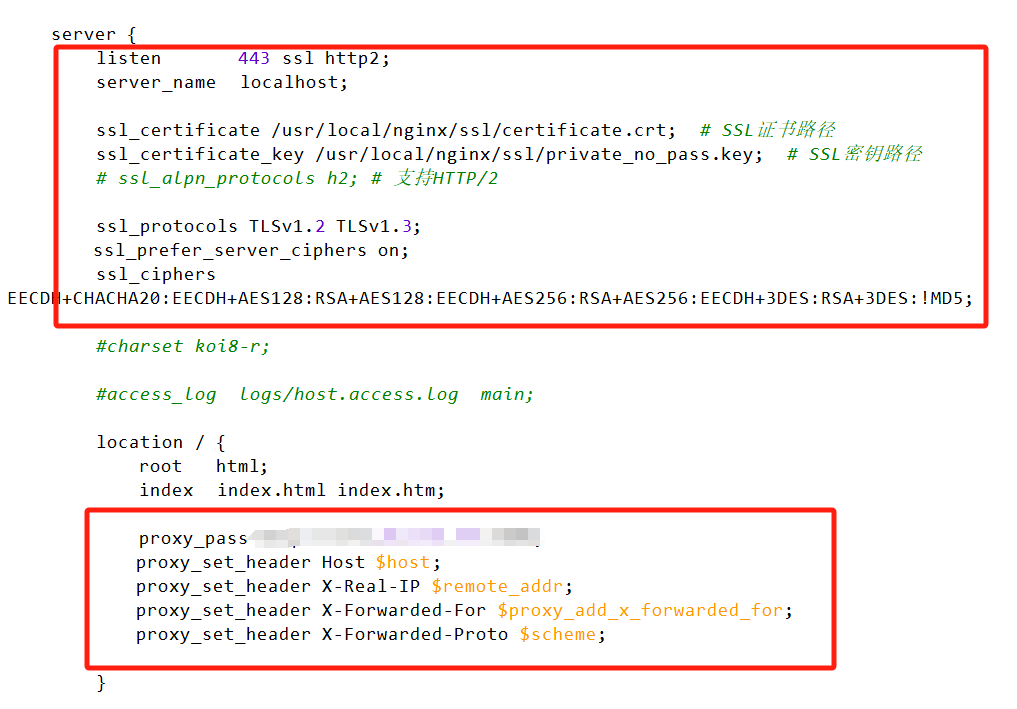 server {
listen 443 ssl http2;
server_name localhost;
ssl_certificate /usr/local/nginx/ssl/certificate.crt; # SSL证书路径
ssl_certificate_key /usr/local/nginx/ssl/private_no_pass.key; # SSL密钥路径
# ssl_alpn_protocols h2; # 支持HTTP/2
ssl_protocols TLSv1.2 TLSv1.3;
ssl_prefer_server_ciphers on;
ssl_ciphers
EECDH+CHACHA20:EECDH+AES128:RSA+AES128:EECDH+AES256:RSA+AES256:EECDH+3DES:RSA+3DES:!MD5;
#charset koi8-r;
#access_log logs/host.access.log main;
location / {
root html;
index index.html index.htm;
proxy_pass
proxy_set_header Host $host;
proxy_set_header X-Real-IP $remote_addr;
proxy_set_header X-Forwarded-For $proxy_add_x_forwarded_for;
proxy_set_header X-Forwarded-Proto $scheme;
}